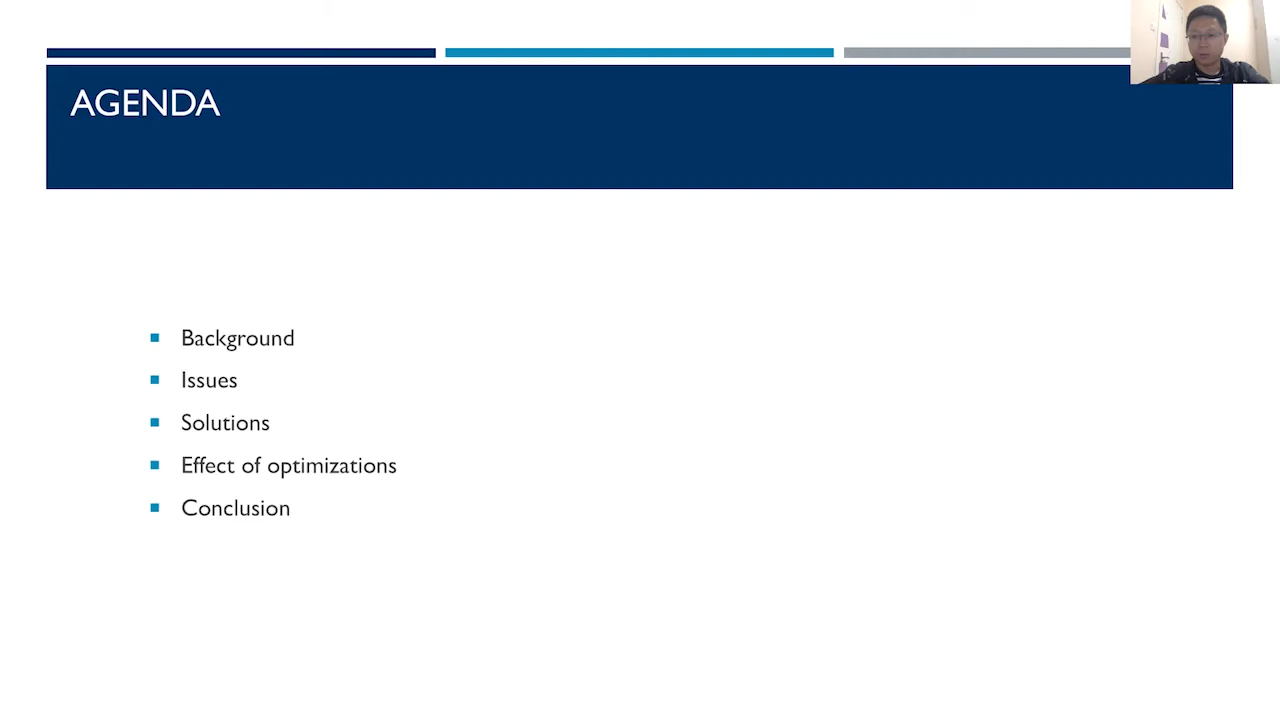 AGENDA
Background
Issues
Solutions
Effect of optimizations
Conclusion